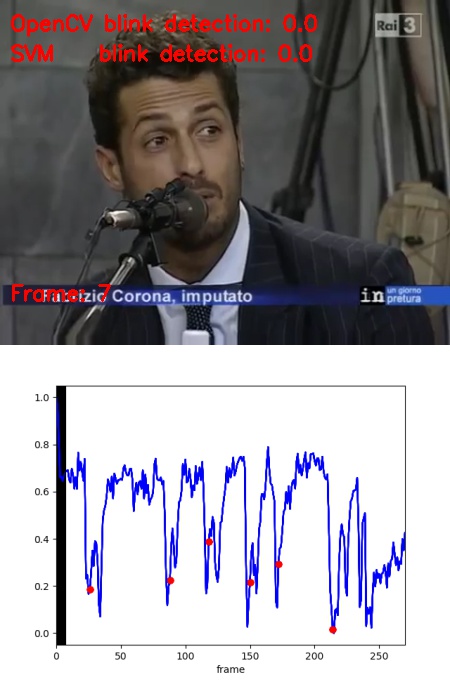 OpenCV blink detection: 0.0
Rai 3
SVM blink detection: 0.0
Frame: 7
Fabrizio Corona, imputato
in un giorno
pretura
1.0
0.8
0.6
0.4
0.2
0.0
0 50 100 150 200 250
frame